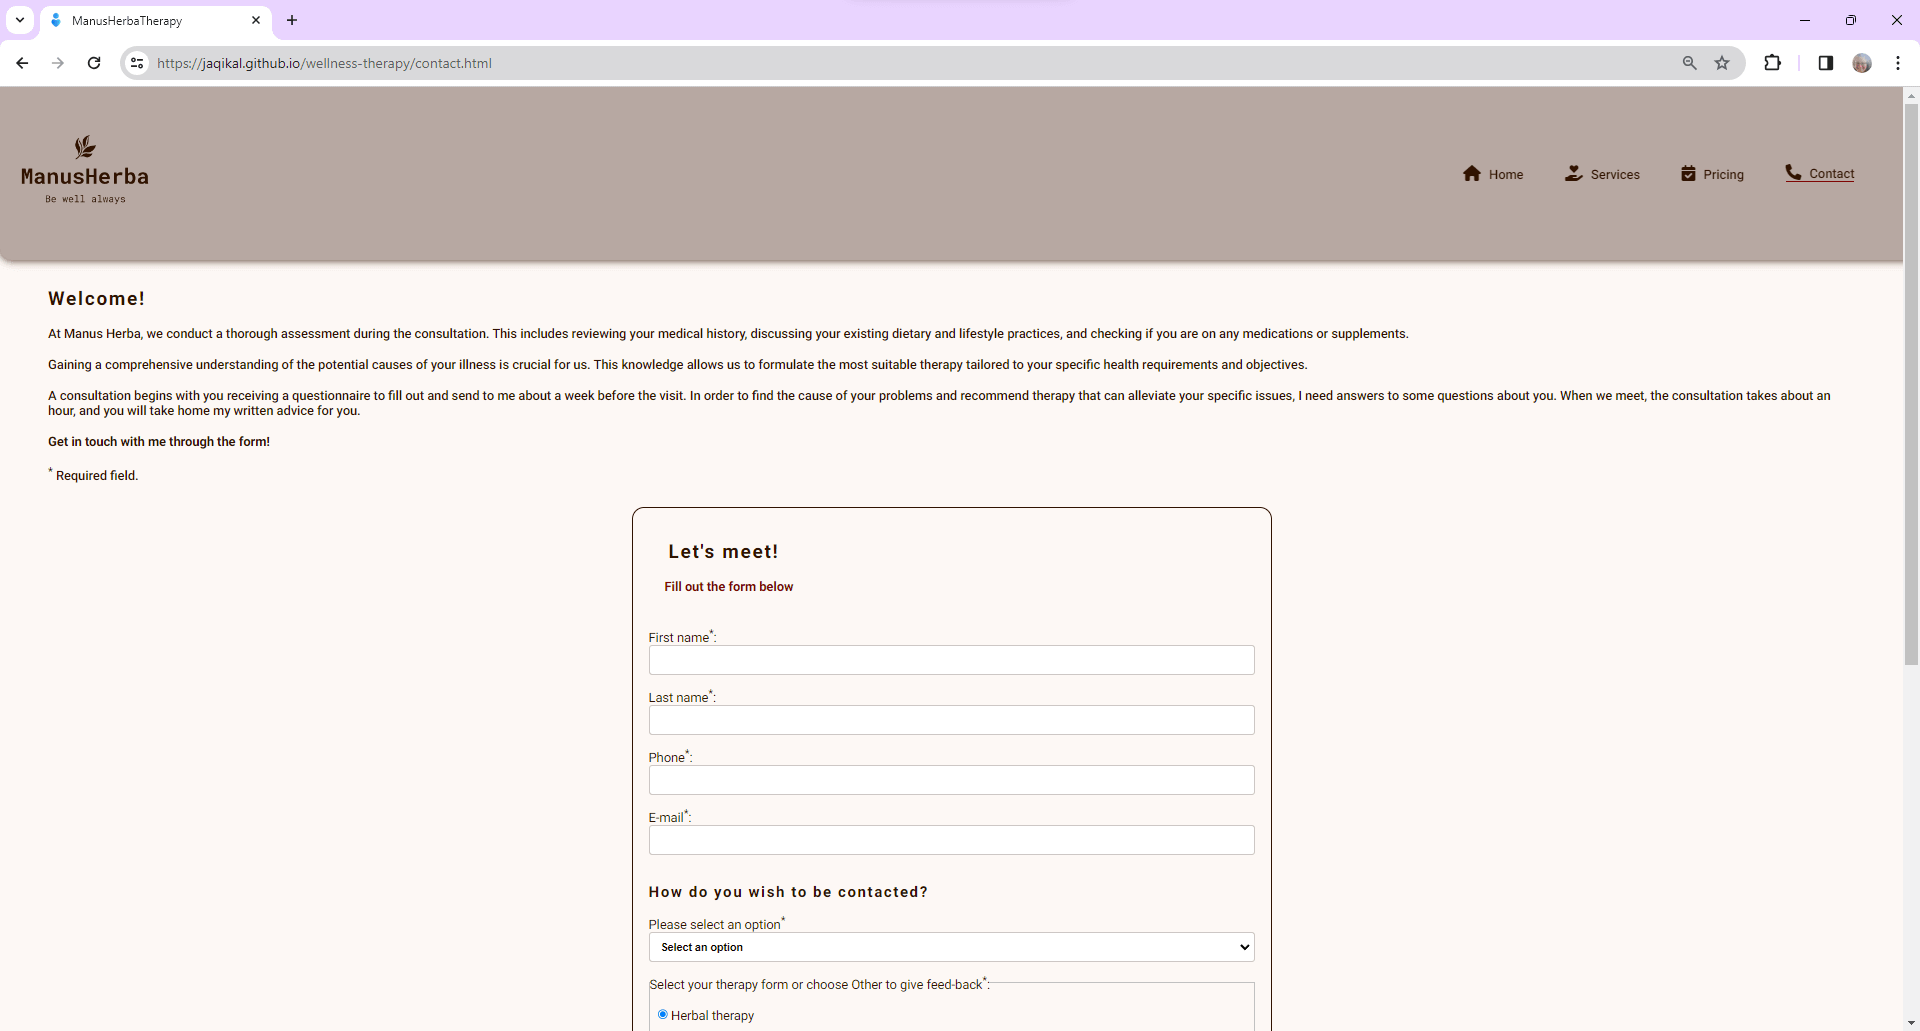 ManusHerbaTherapy
https://jaqikal.github.io/wellness-therapy/contact.html
ManusHerba
Be well always
Home
Services
Pricing
Contact
Welcome!
At Manus Herba, we conduct a thorough assessment during the consultation. This includes reviewing your medical history, discussing your existing dietary and lifestyle practices, and checking if you are on any medications or supplements.
Gaining a comprehensive understanding of the potential causes of your illness is crucial for us. This knowledge allows us to formulate the most suitable therapy tailored to your specific health requirements and objectives.
A consultation begins with you receiving a questionnaire to fill out and send to me about a week before the visit. In order to find the cause of your problems and recommend therapy that can alleviate your specific issues, I need answers to some questions about you. When we meet, the consultation takes about an
hour, and you will take home my written advice for you.
Get in touch with me through the form!
* Required field.
Let's meet!
Fill out the form below
First name*:
Last name*:
Phone*:
E-mail*:
How do you wish to be contacted?
Please select an option*
Select an option
Select your therapy form or choose Other to give feed-back*:
Herbal therapy